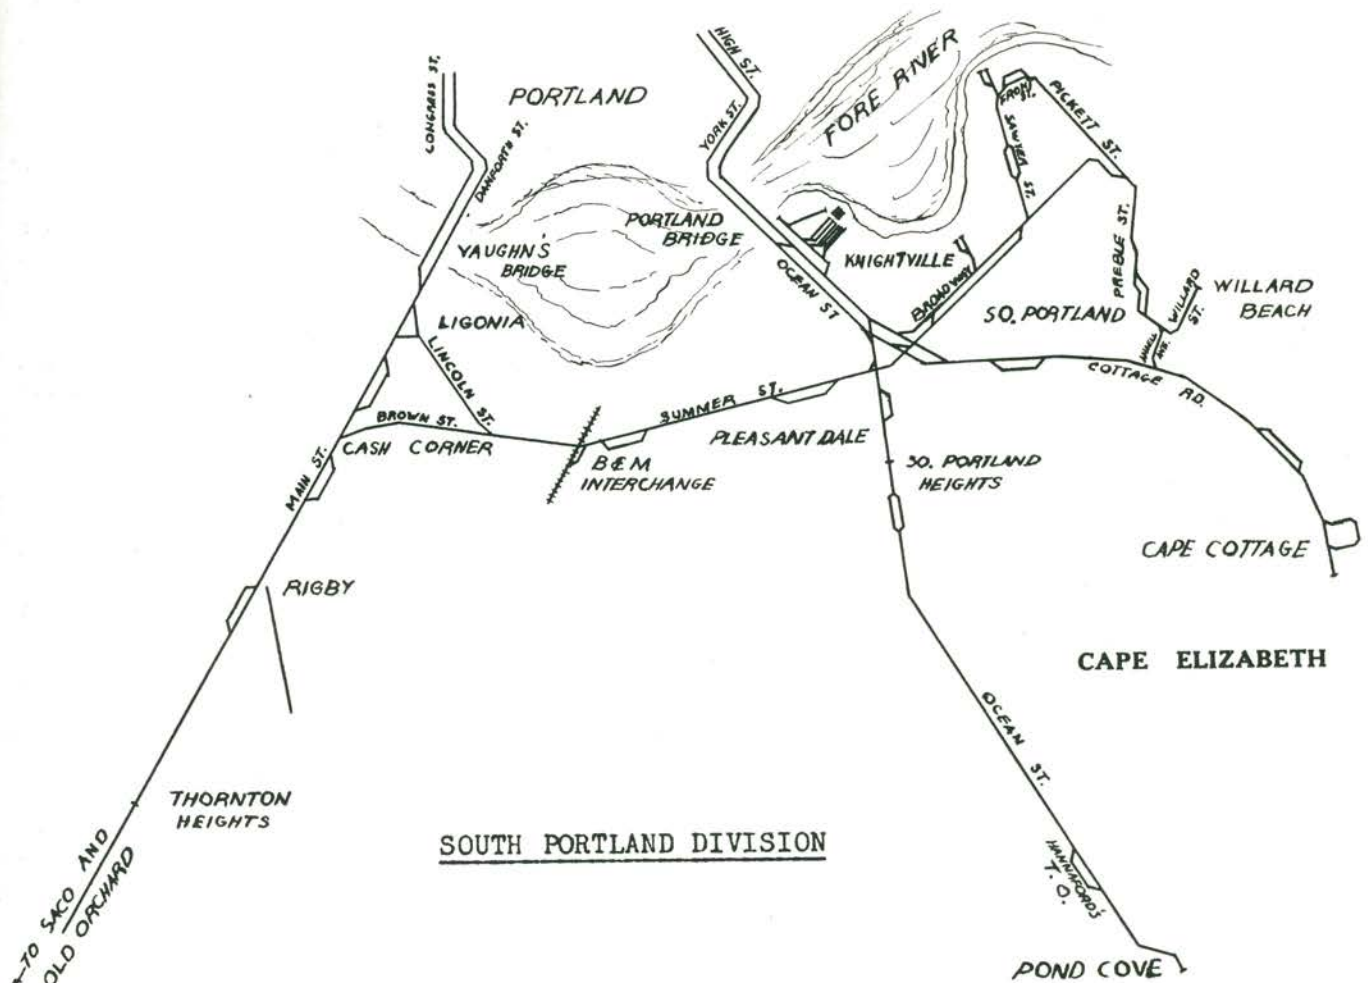 HIGH ST.
CONGRESS ST.
PORTLAND
FORE RIVER
YORK ST.
DANFORTH ST.
FRONT ST.
PICKETT ST.
SAWYER ST.
PORTLAND
BRIDGE
VAUGHN'S
BRIDGE
KNIGHTVILLE
OCEAN ST
BROADWAY
PREBLE ST.
WILLARD
ST.
WILLARD
BEACH
SO. PORTLAND
LIGONIA
LINCOLN ST.
AVE.
COTTAGE RD.
SUMMER ST.
BROWN ST.
CASH CORNER
PLEASANTDALE
MAIN ST.
B&M
INTERCHANGE
SO. PORTLAND
HEIGHTS
CAPE COTTAGE
RIGBY
CAPE ELIZABETH
OCEAN ST.
THORNTON
HEIGHTS
SOUTH PORTLAND DIVISION
HANNAFORD'S
T. O.
TO SACO AND
OLD ORCHARD
POND COVE